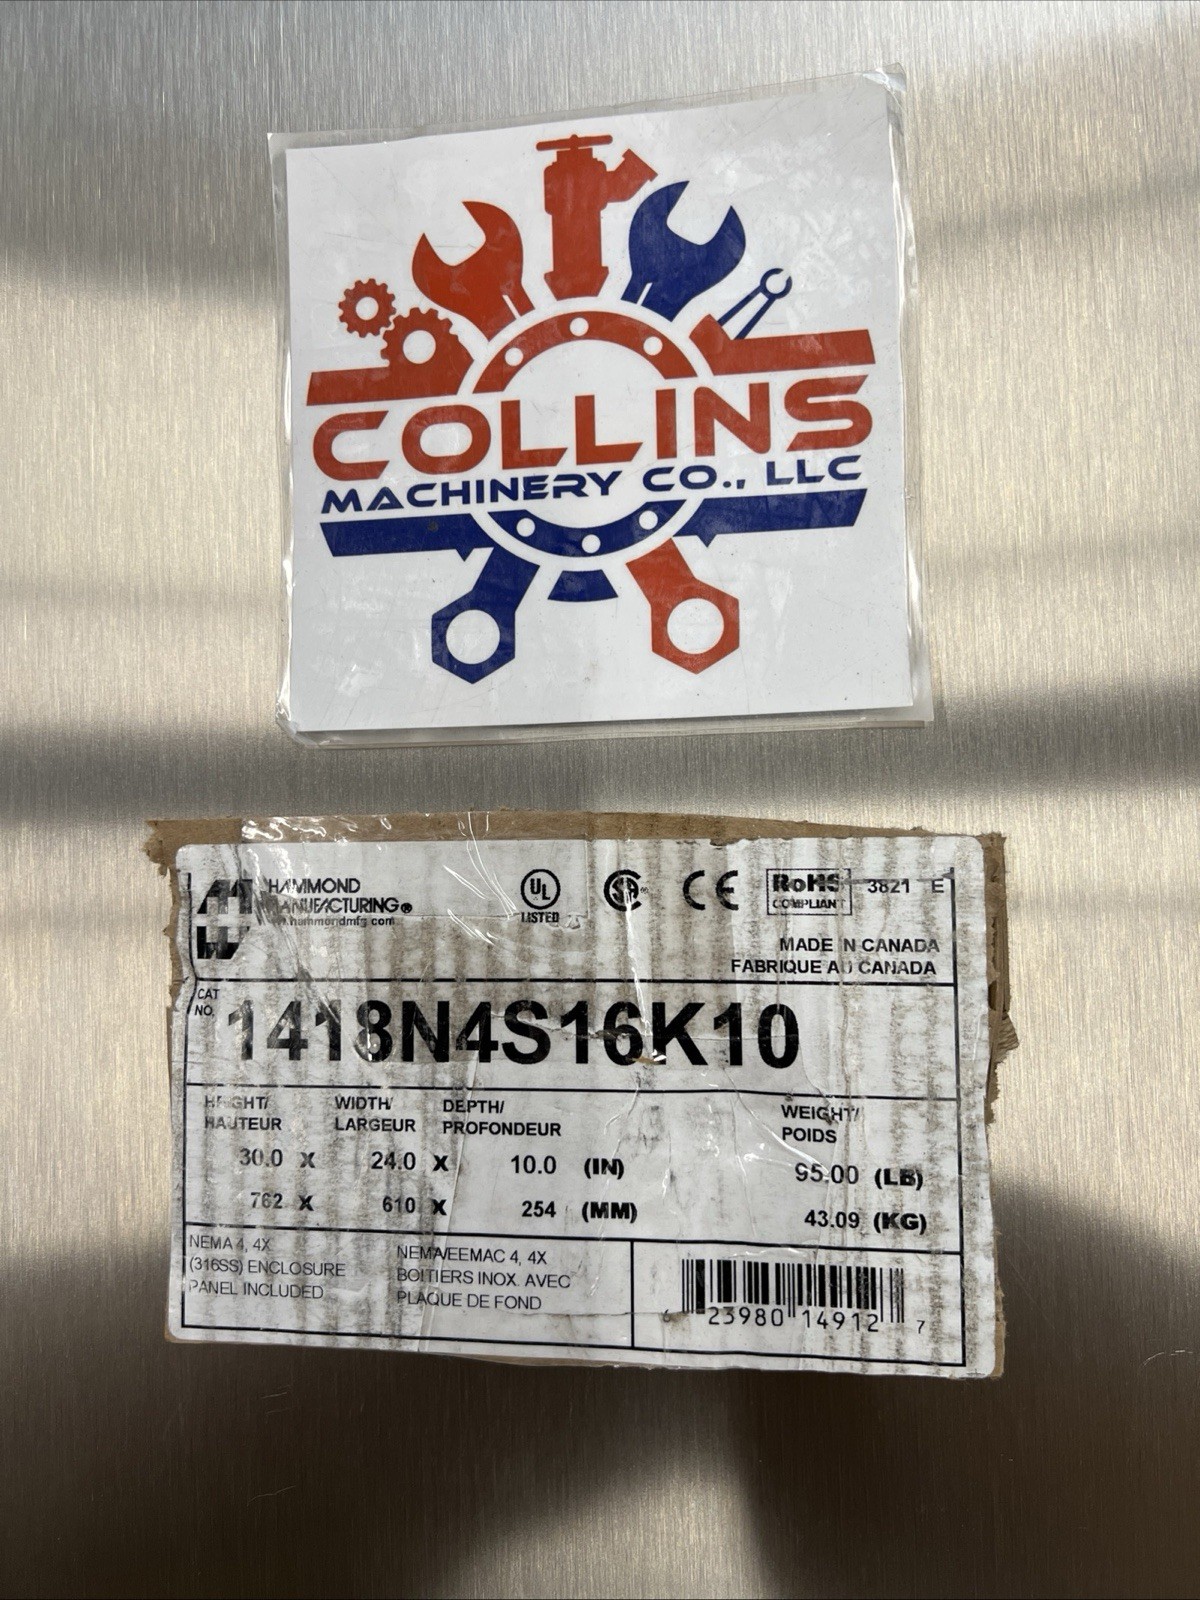 COLLINS
MACHINERY CO., LLC
HAMMOND
MANUFACTURING®
www.hammondmfg.com
UL
LISTED
SA ®
CE
RoHS
COMPLIANT
3821 E
MADE IN CANADA
FABRIQUE AU CANADA
CAT
NO.
1418N4S16K10
HEIGHT/ WIDTH/ DEPTH/ WEIGHT/
HAUTEUR LARGEUR PROFONDEUR POIDS
30.0 X 24.0 X 10.0 (IN) 95.00 (LB)
762 X 610 X 254 (MM) 43.09 (KG)
NEMA 4, 4X
(316SS) ENCLOSURE
PANEL INCLUDED
NEMA/EEMAC 4, 4X
BOITIERS INOX. AVEC
PLAQUE DE FOND
6 23980 14912 7